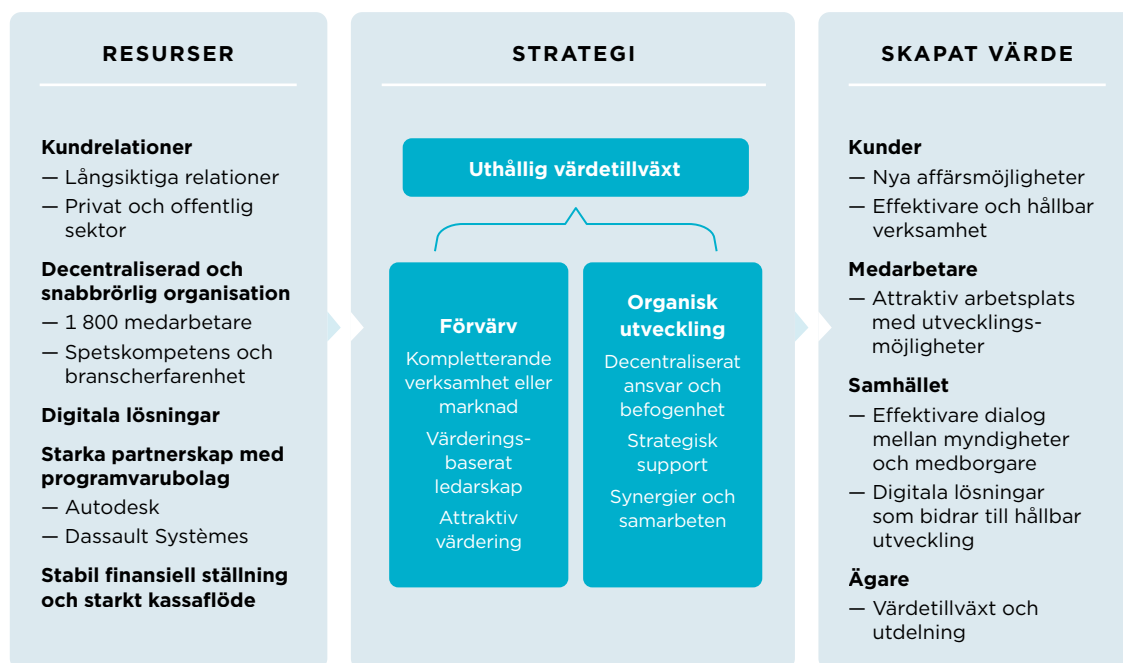 RESURSER
Kundrelationer
— Långsiktiga relationer
— Privat och offentlig
sektor
Decentraliserad och
snabbrörlig organisation
— 1 800 medarbetare
— Spetskompetens och
branscherfarenhet
Digitala lösningar
Starka partnerskap med
programvarubolag
— Autodesk
— Dassault Systèmes
Stabil finansiell ställning
och starkt kassaflöde
STRATEGI
Uthållig värdetillväxt
Förvärv
Kompletterande
verksamhet eller
marknad
Värderings-
baserat
ledarskap
Attraktiv
värdering
Organisk
utveckling
Decentraliserat
ansvar och
befogenhet
Strategisk
support
Synergier och
samarbeten
SKAPAT VÄRDE
Kunder
— Nya affärsmöjligheter
— Effektivare och hållbar
verksamhet
Medarbetare
— Attraktiv arbetsplats
med utvecklings-
möjligheter
Samhället
— Effektivare dialog
mellan myndigheter
och medborgare
— Digitala lösningar
som bidrar till hållbar
utveckling
Ägare
— Värdetillväxt och
utdelning